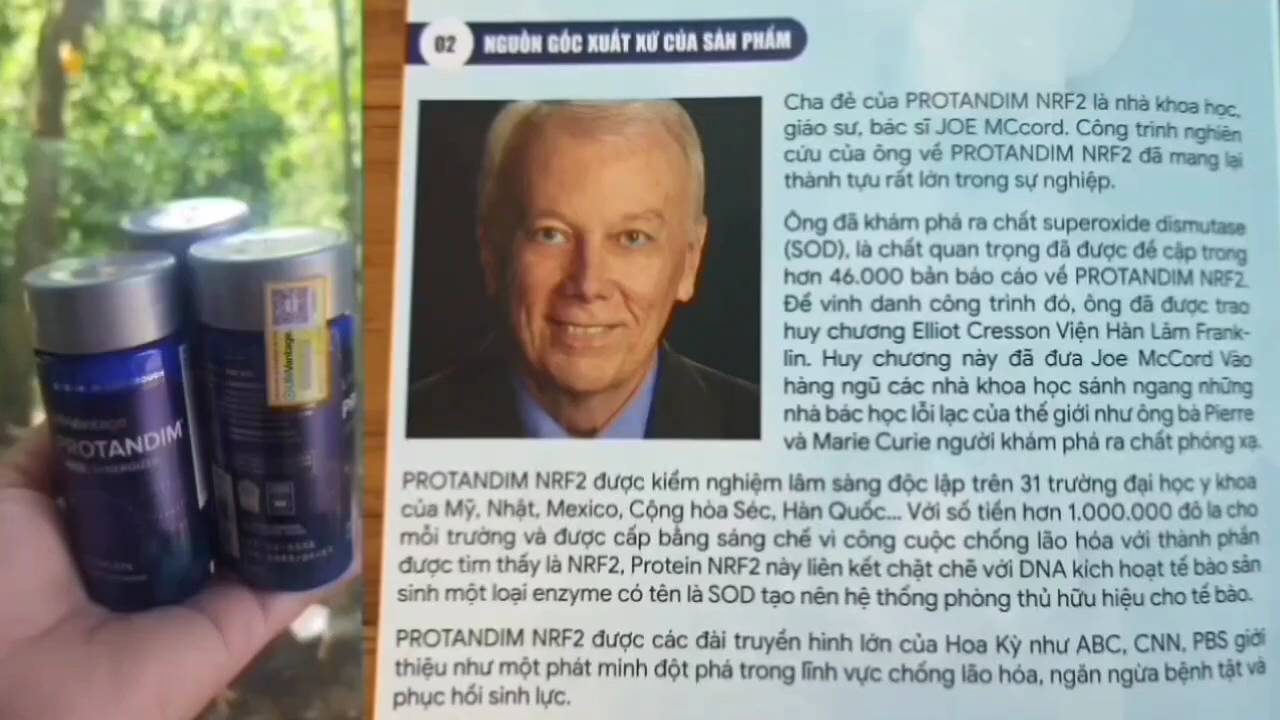 02 NGUỒN GỐC XUẤT XỨ CỦA SẢN PHẨM
Cha đẻ của PROTANDIM NRF2 là nhà khoa học,
giáo sư, bác sĩ JOE MCcord. Công trình nghiên
cứu của ông về PROTANDIM NRF2 đã mang lại
thành tựu rất lớn trong sự nghiệp.
Ông đã khám phá ra chất superoxide dismutase
(SOD), là chất quan trọng đã được đề cập trong
hơn 46.000 bản báo cáo về PROTANDIM NRF2.
Để vinh danh công trình đó, ông đã được trao
huy chương Elliot Cresson Viện Hàn Lâm Frank-
lin. Huy chương này đã đưa Joe McCord Vào
hàng ngũ các nhà khoa học sánh ngang những
nhà bác học lỗi lạc của thế giới như ông bà Pierre
và Marie Curie người khám phá ra chất phóng xạ.
PROTANDIM NRF2 được kiểm nghiệm lâm sàng độc lập trên 31 trường đại học y khoa
của Mỹ, Nhật, Mexico, Cộng hòa Séc, Hàn Quốc... Với số tiền hơn 1.000.000 đô la cho
mỗi trường và được cấp bằng sáng chế vì công cuộc chống lão hóa với thành phần
được tìm thấy là NRF2, Protein NRF2 này liên kết chặt chẽ với DNA kích hoạt tế bào sản
sinh một loại enzyme có tên là SOD tạo nên hệ thống phòng thủ hữu hiệu cho tế bào.
PROTANDIM NRF2 được các đài truyền hình lớn của Hoa Kỳ như ABC, CNN, PBS giới
thiệu như một phát minh đột phá trong lĩnh vực chống lão hóa, ngăn ngừa bệnh tật và
phục hồi sinh lực.
PROTANDIM